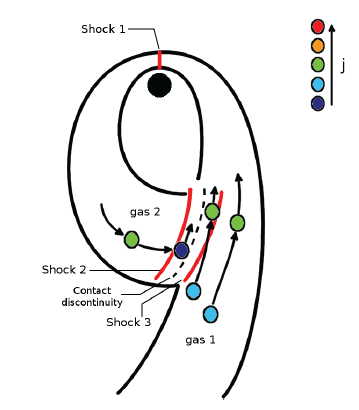 Shock 1
j
gas 2
Shock 2
Contact
discontinuity
Shock 3
gas 1